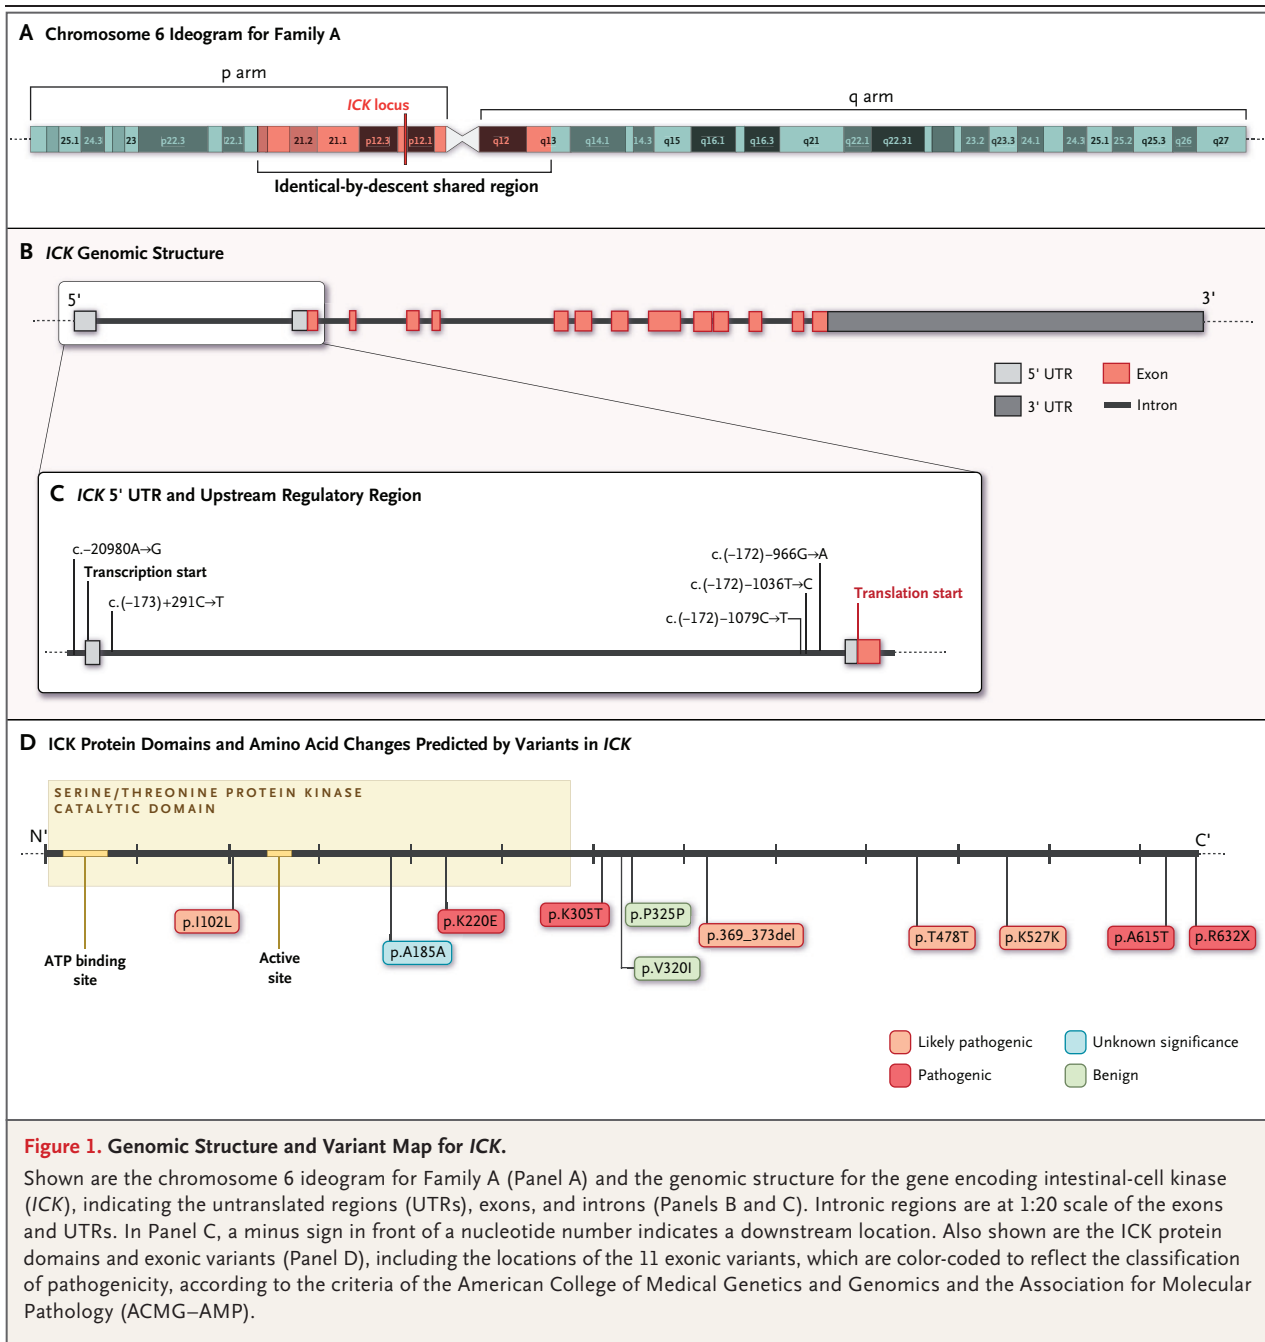 A Chromosome 6 Ideogram for Family A
p arm
q arm
ICK locus
25.1 24.3 23 p22.3 22.1 21.2 21.1 p12.3 p12.1 q12 q13 q14.1 14.3 q15 q16.1 q16.3 q21 q22.1 q22.31 23.2 q23.3 24.1 24.3 25.1 25.2 q25.3 q26 q27
Identical-by-descent shared region
B ICK Genomic Structure
5'
3'
5' UTR
Exon
3' UTR
Intron
C ICK 5' UTR and Upstream Regulatory Region
c.–20980A→G
Transcription start
c.(–173)+291C→T
c.(–172)–966G→A
c.(–172)–1036T→C
c.(–172)–1079C→T
Translation start
D ICK Protein Domains and Amino Acid Changes Predicted by Variants in ICK
SERINE/THREONINE PROTEIN KINASE
CATALYTIC DOMAIN
N'
C'
p.I102L
p.K220E
p.K305T
p.P325P
p.369_373del
p.T478T
p.K527K
p.A615T
p.R632X
p.A185A
p.V320I
ATP binding
site
Active
site
Likely pathogenic
Unknown significance
Pathogenic
Benign
Figure 1. Genomic Structure and Variant Map for ICK.
Shown are the chromosome 6 ideogram for Family A (Panel A) and the genomic structure for the gene encoding intestinal-cell kinase
(ICK), indicating the untranslated regions (UTRs), exons, and introns (Panels B and C). Intronic regions are at 1:20 scale of the exons
and UTRs. In Panel C, a minus sign in front of a nucleotide number indicates a downstream location. Also shown are the ICK protein
domains and exonic variants (Panel D), including the locations of the 11 exonic variants, which are color-coded to reflect the classification
of pathogenicity, according to the criteria of the American College of Medical Genetics and Genomics and the Association for Molecular
Pathology (ACMG–AMP).